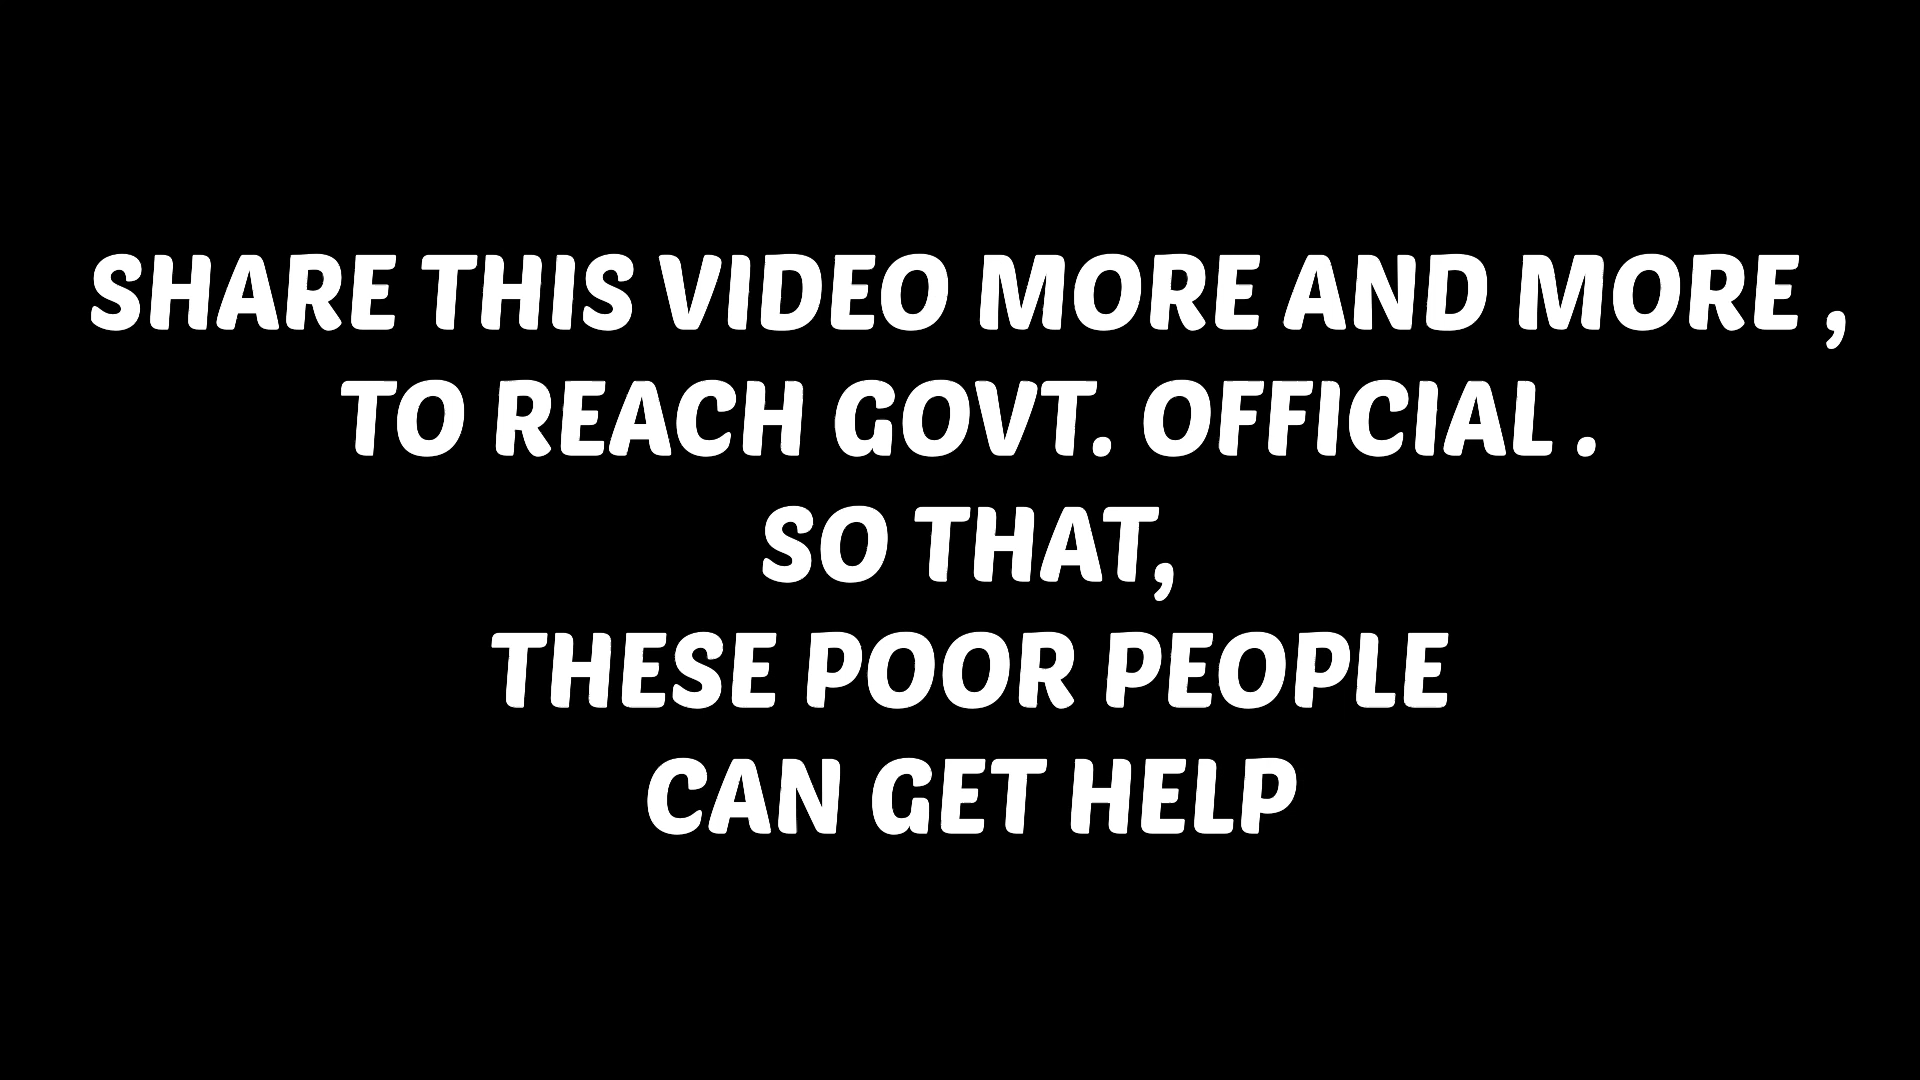 SHARE THIS VIDEO MORE AND MORE ,
TO REACH GOVT. OFFICIAL .
SO THAT,
THESE POOR PEOPLE
CAN GET HELP